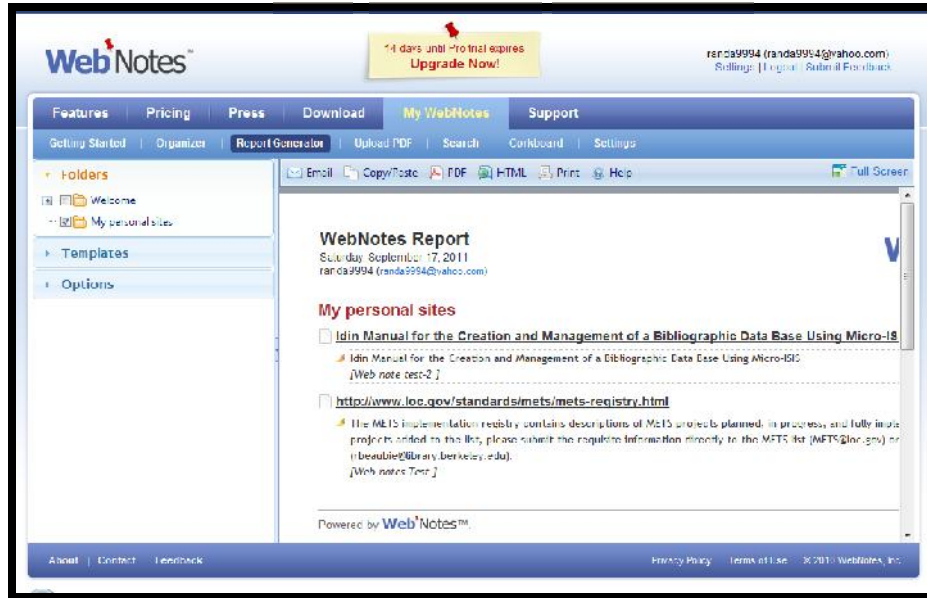 WebNotes™
14 days until Pro trial expires
Upgrade Now!
randa9994 (randa9994@yahoo.com)
Settings | Logout | Submit Feedback
Features Pricing Press Download My WebNotes Support
Getting Started | Organizer | Report Generator | Upload PDF | Search Corkboard | Settings
Folders
Welcome
My personal sites
Templates
Options
Email Copy/Paste PDF HTML Print Help Full Screen
WebNotes Report
Saturday, September 17, 2011
randa9994 (randa9994@yahoo.com)
My personal sites
Idin Manual for the Creation and Management of a Bibliographic Data Base Using Micro-IS
Idin Manual for the Creation and Management of a Bibliographic Data Base Using Micro-ISIS
[Web note test-2 ]
http://www.loc.gov/standards/mets/mets-registry.html
The METS implementation registry contains descriptions of METS projects planned, in progress, and fully imple
projects added to the list, please submit the requisite information directly to the METS list (METS@loc.gov) or
(rbeaubie@library.berkeley.edu).
[Web notes Test ]
Powered by WebNotes™.
About | Contact Feedback
Privacy Policy Terms of Use © 2010 WebNotes, Inc.